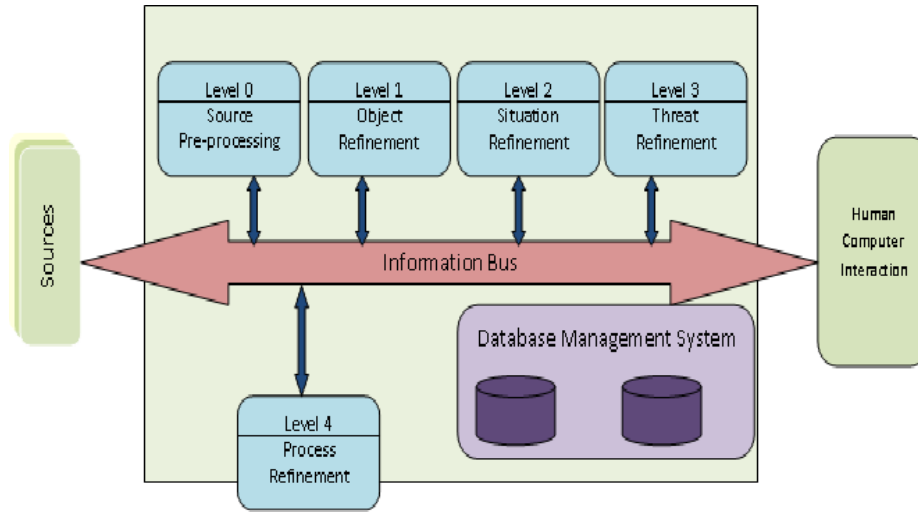 Level 0
Source
Pre-processing
Level 1
Object
Refinement
Level 2
Situation
Refinement
Level 3
Threat
Refinement
Sources
Information Bus
Human
Computer
Interaction
Database Management System
Level 4
Process
Refinement